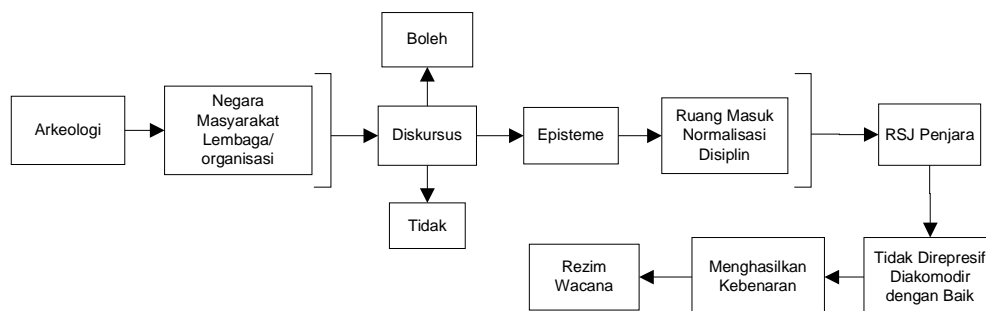 Arkeologi
Negara
Masyarakat
Lembaga/
organisasi
Boleh
Diskursus
Tidak
Episteme
Ruang Masuk
Normalisasi
Disiplin
RSJ Penjara
Tidak Direpresif
Diakomodir
dengan Baik
Menghasilkan
Kebenaran
Rezim
Wacana